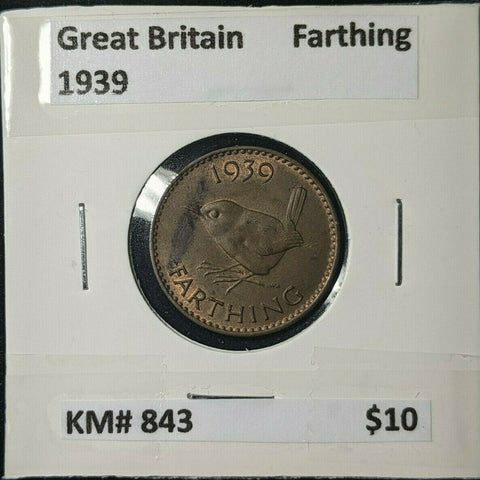 Great Britain Farthing
1939
1939
FARTHING
KM# 843 $10